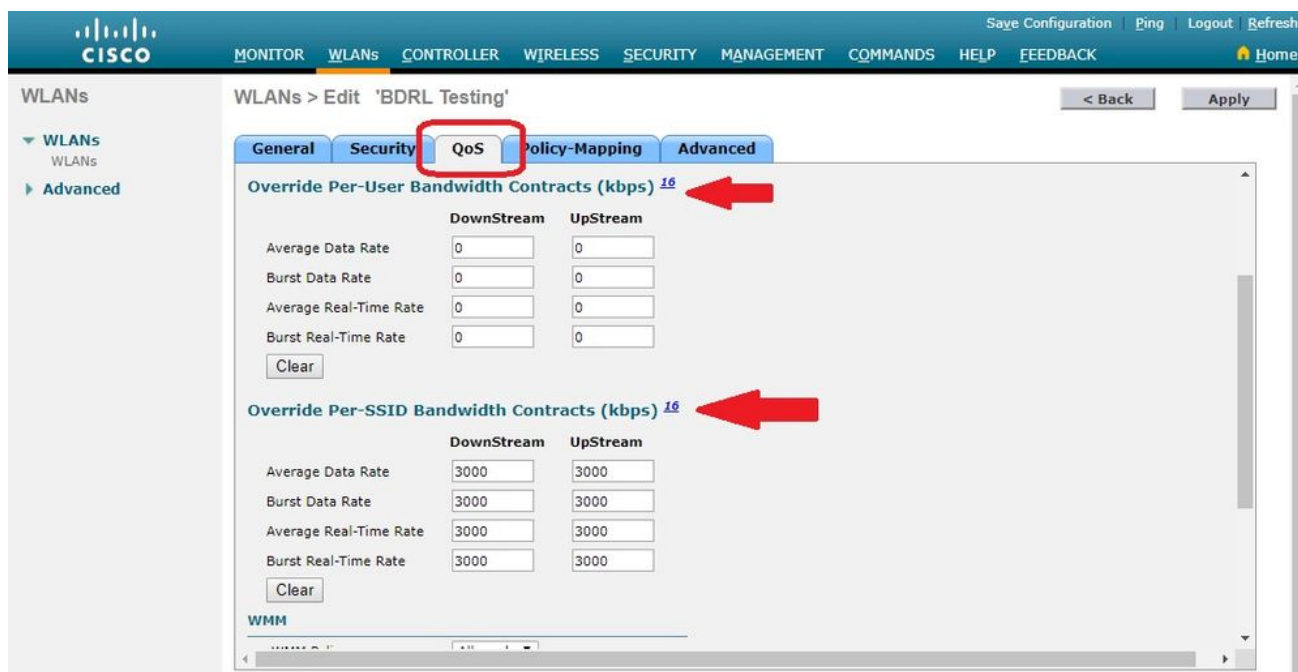 Save Configuration Ping Logout Refresh
CISCO
MONITOR WLANs CONTROLLER WIRELESS SECURITY MANAGEMENT COMMANDS HELP FEEDBACK Home
WLANs
WLANs > Edit 'BDRL Testing'
< Back Apply
WLANs
WLANs
Advanced
General Security QoS Policy-Mapping Advanced
Override Per-User Bandwidth Contracts (kbps) 16
DownStream UpStream
Average Data Rate 0 0
Burst Data Rate 0 0
Average Real-Time Rate 0 0
Burst Real-Time Rate 0 0
Clear
Override Per-SSID Bandwidth Contracts (kbps) 16
DownStream UpStream
Average Data Rate 3000 3000
Burst Data Rate 3000 3000
Average Real-Time Rate 3000 3000
Burst Real-Time Rate 3000 3000
Clear
WMM